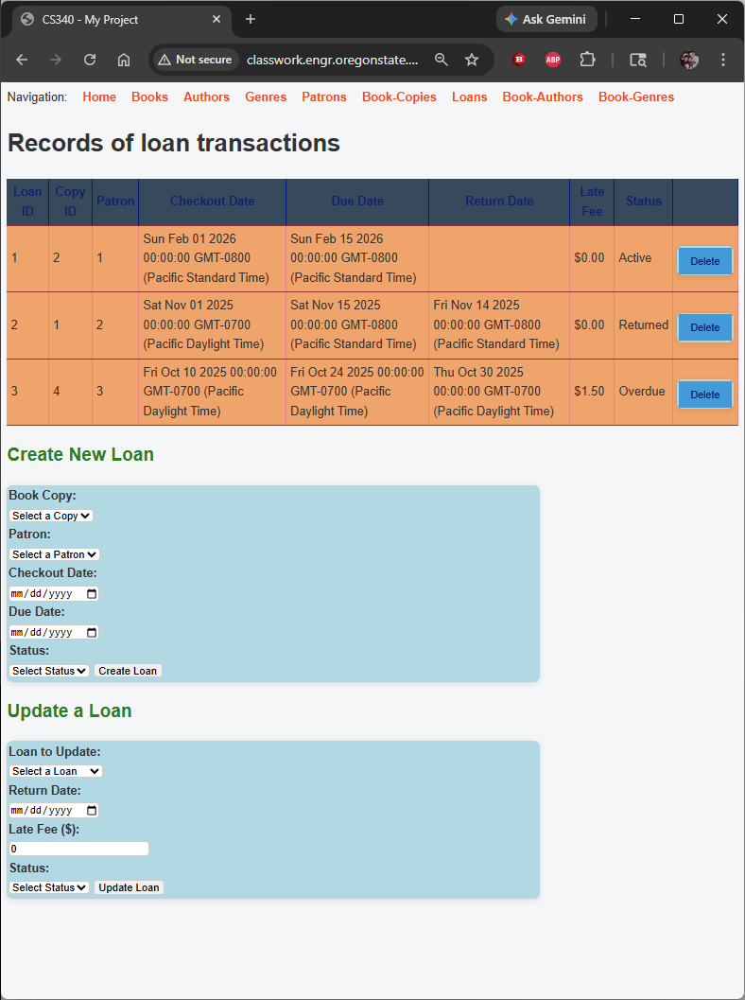 CS340 - My Project
Ask Gemini
Not secure classwork.engr.oregonstate....
ABP
Navigation: Home Books Authors Genres Patrons Book-Copies Loans Book-Authors Book-Genres
Records of loan transactions
Loan ID Copy ID Patron Checkout Date Due Date Return Date Late Fee Status
1 2 1 Sun Feb 01 2026 00:00:00 GMT-0800 (Pacific Standard Time) Sun Feb 15 2026 00:00:00 GMT-0800 (Pacific Standard Time) $0.00 Active Delete
2 1 2 Sat Nov 01 2025 00:00:00 GMT-0700 (Pacific Daylight Time) Sat Nov 15 2025 00:00:00 GMT-0800 (Pacific Standard Time) Fri Nov 14 2025 00:00:00 GMT-0800 (Pacific Standard Time) $0.00 Returned Delete
3 4 3 Fri Oct 10 2025 00:00:00 GMT-0700 (Pacific Daylight Time) Fri Oct 24 2025 00:00:00 GMT-0700 (Pacific Daylight Time) Thu Oct 30 2025 00:00:00 GMT-0700 (Pacific Daylight Time) $1.50 Overdue Delete
Create New Loan
Book Copy:
Select a Copy
Patron:
Select a Patron
Checkout Date:
mm/dd/yyyy
Due Date:
mm/dd/yyyy
Status:
Select Status Create Loan
Update a Loan
Loan to Update:
Select a Loan
Return Date:
mm/dd/yyyy
Late Fee ($):
0
Status:
Select Status Update Loan